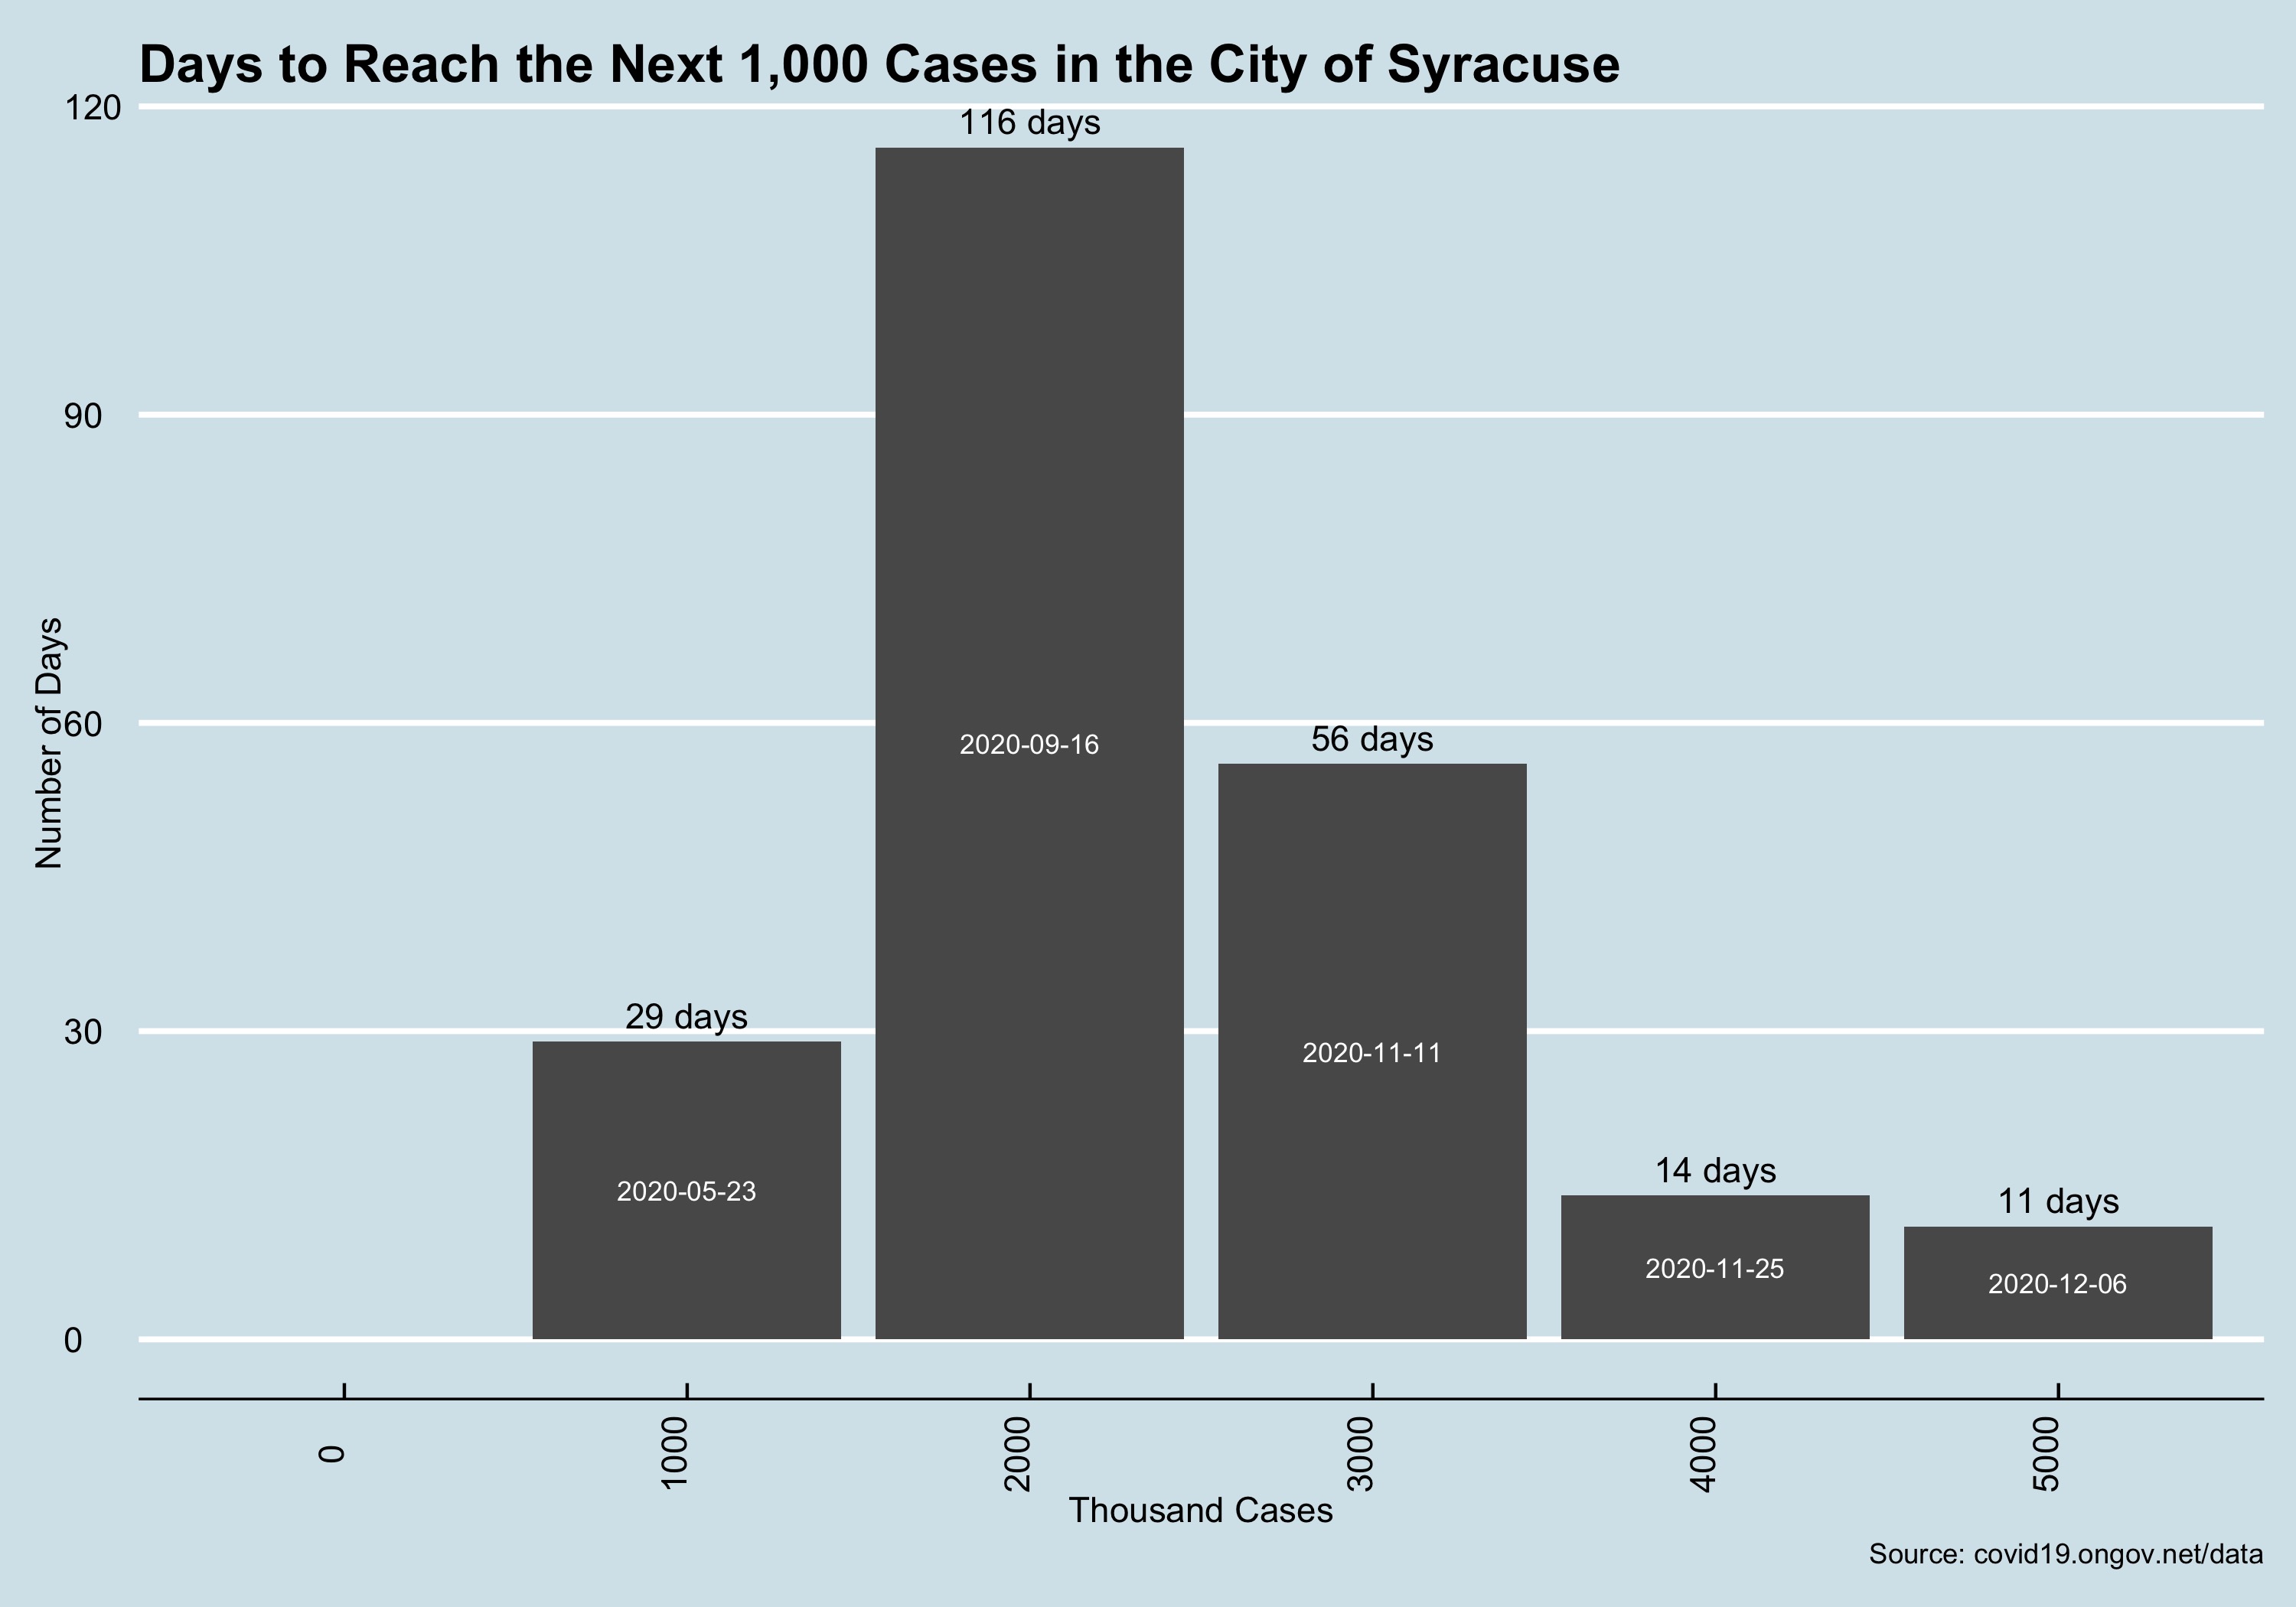 Days to Reach the Next 1,000 Cases in the City of Syracuse
120
116 days
90
Number of Days
60
2020-09-16
56 days
30
29 days
2020-11-11
2020-05-23
14 days
11 days
2020-11-25
2020-12-06
0
0
1000
2000
3000
4000
5000
Thousand Cases
Source: covid19.ongov.net/data